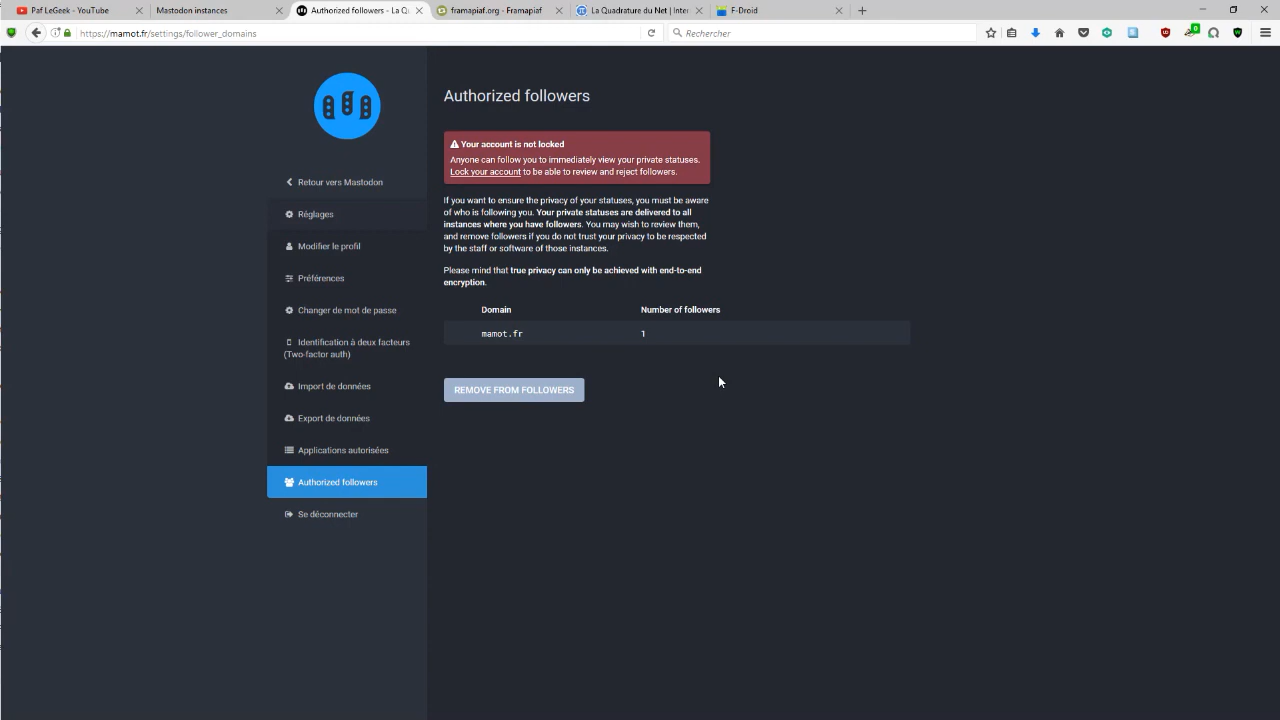 Paf LeGeek - YouTube
Mastodon instances
Authorized followers - La Q
framapiaf.org - Framapiaf
La Quadrature du Net | Inter
F-Droid
https://mamot.fr/settings/follower_domains
Rechercher
0
Retour vers Mastodon
Réglages
Modifier le profil
Préférences
Changer de mot de passe
Identification à deux facteurs
(Two-factor auth)
Import de données
Export de données
Applications autorisées
Authorized followers
Se déconnecter
Authorized followers
Your account is not locked
Anyone can follow you to immediately view your private statuses.
Lock your account to be able to review and reject followers.
If you want to ensure the privacy of your statuses, you must be aware
of who is following you. Your private statuses are delivered to all
instances where you have followers. You may wish to review them,
and remove followers if you do not trust your privacy to be respected
by the staff or software of those instances.
Please mind that true privacy can only be achieved with end-to-end
encryption.
Domain Number of followers
mamot.fr 1
REMOVE FROM FOLLOWERS